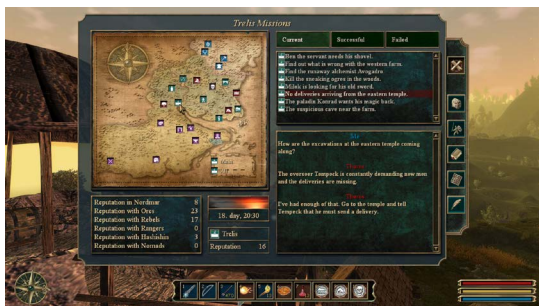 Trelis Missions
Current Successful Failed
Ben the servant needs his shovel.
Find out what is wrong with the western farm.
Find the runaway alchemist Avogadro.
Kill the sneaking ogres in the woods.
Milok is looking for his old sword.
No deliveries arriving from the eastern temple.
The paladin Konrad wants his magic back.
The suspicious cave near the farm.
Me
How are the excavations at the eastern temple coming
along?
The overseer Tempeck is constantly demanding new men
and the deliveries are missing.
I've had enough of that. Go to the temple and tell
Tempeck that he must send a delivery.
Reputation in Nordmar 8
Reputation with Orcs 23
Reputation with Rebels 17
Reputation with Rangers 0
Reputation with Hashishin 3
Reputation with Nomads 0
18. day, 20:30
Trelis
Reputation 16